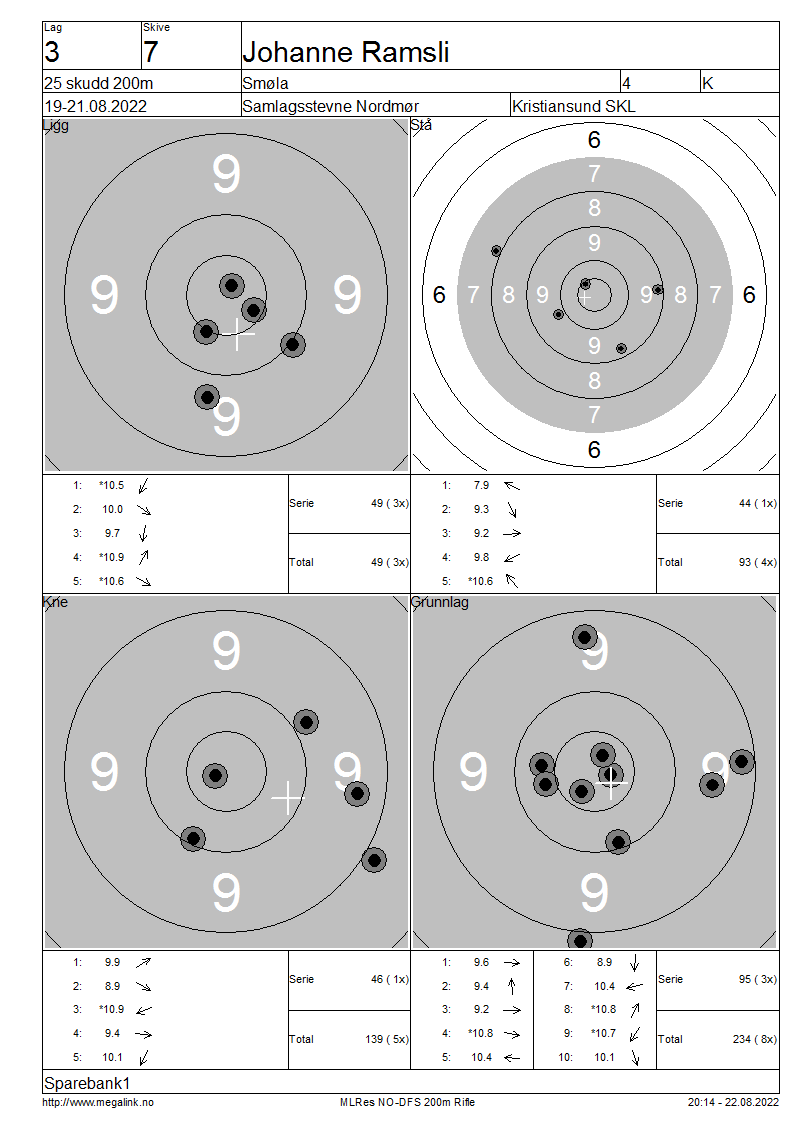 Lag Skive
3 7 Johanne Ramsli
25 skudd 200m Smøla 4 K
19-21.08.2022 Samlagsstevne Nordmør Kristiansund SKL
Ligg
9
9 9
9
Stå
6
7
8
9
6 7 8 9 9 8 7 6
9
8
7
6
1: *10.5
2: 10.0
3: 9.7
4: *10.9
5: *10.6
Serie 49 ( 3x)
Total 49 ( 3x)
1: 7.9
2: 9.3
3: 9.2
4: 9.8
5: *10.6
Serie 44 ( 1x)
Total 93 ( 4x)
Kne
9
9 9
9
Grunnlag
9
9 9
9
1: 9.9
2: 8.9
3: *10.9
4: 9.4
5: 10.1
Serie 46 ( 1x)
Total 139 ( 5x)
1: 9.6 6: 8.9
2: 9.4 7: 10.4
3: 9.2 8: *10.8
4: *10.8 9: *10.7
5: 10.4 10: 10.1
Serie 95 ( 3x)
Total 234 ( 8x)
Sparebank1
http://www.megalink.no MLRes NO-DFS 200m Rifle 20:14 - 22.08.2022